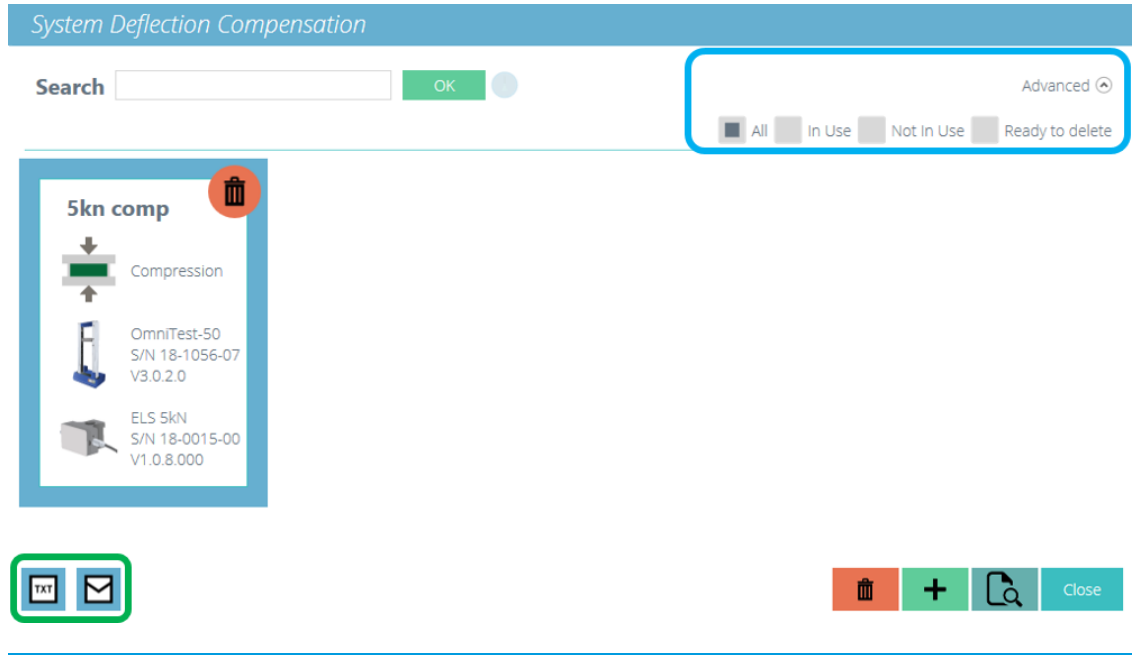 System Deflection Compensation
Search
OK
Advanced
All In Use Not In Use Ready to delete
5kn comp
Compression
OmniTest-50
S/N 18-1056-07
V3.0.2.0
ELS 5kN
S/N 18-0015-00
V1.0.8.000
TXT
Close